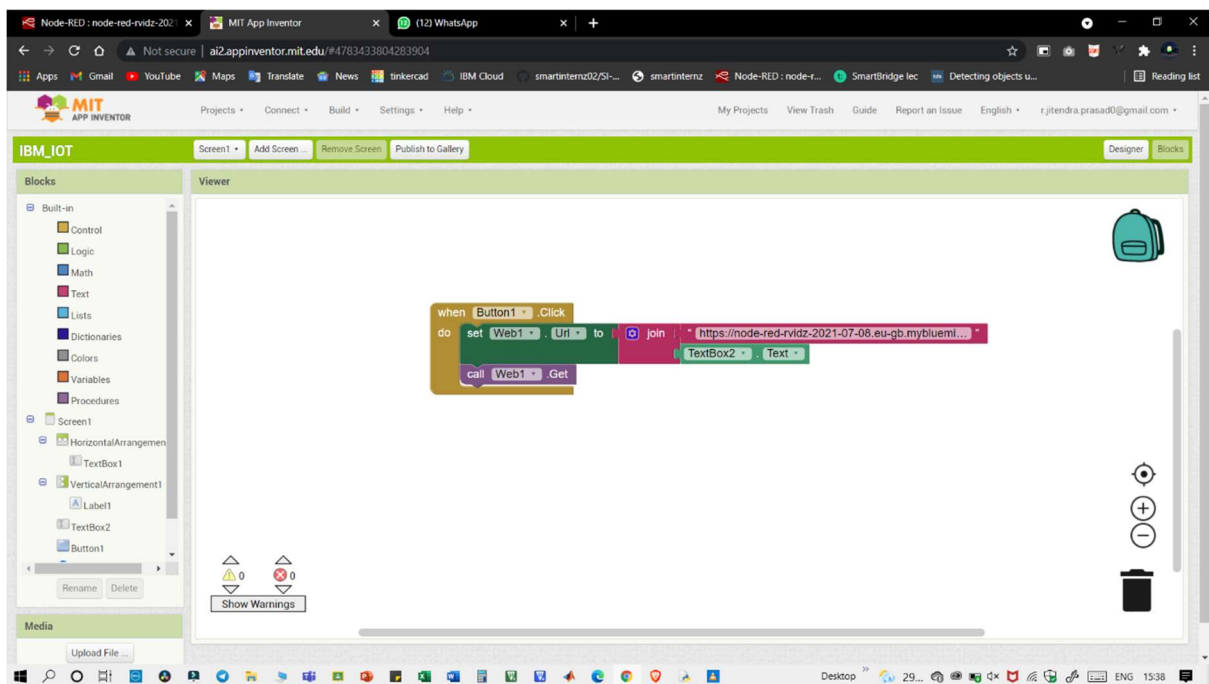 Node-RED : node-red-rvidz-2021 MIT App Inventor (12) WhatsApp
Not secure ai2.appinventor.mit.edu/#4783433804283904
Apps Gmail YouTube Maps Translate News tinkercad IBM Cloud smartinternz02/SI-... smartinternz Node-RED : node-r... SmartBridge lec Detecting objects u... Reading list
MIT
APP INVENTOR
Projects Connect Build Settings Help My Projects View Trash Guide Report an Issue English r.jitendra.prasad0@gmail.com
IBM_IOT Screen1 Add Screen ... Remove Screen Publish to Gallery Designer Blocks
Blocks Viewer
Built-in
Control
Logic
Math
Text
Lists
Dictionaries
Colors
Variables
Procedures
Screen1
HorizontalArrangemen
TextBox1
VerticalArrangement1
Label1
TextBox2
Button1
Rename Delete
Media
Upload File ...
when Button1 .Click
do set Web1 . Url to join " https://node-red-rvidz-2021-07-08.eu-gb.mybluemi... "
TextBox2 . Text
call Web1 .Get
0 0
Show Warnings
Desktop 29... ENG 15:38